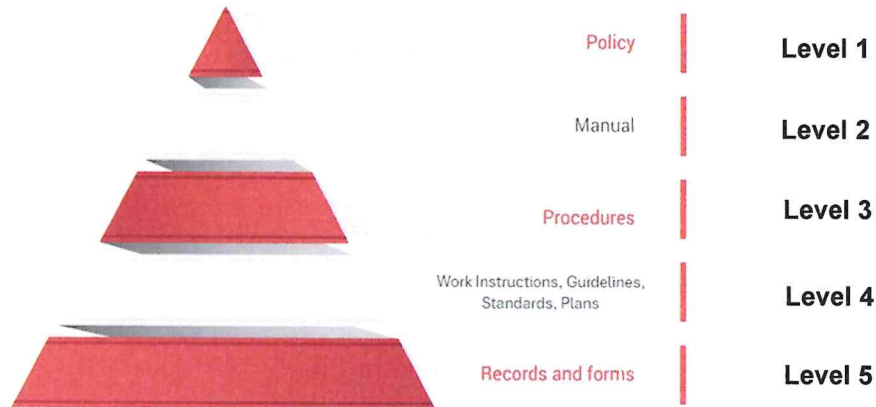 Policy
Level 1
Manual
Level 2
Procedures
Level 3
Work Instructions, Guidelines,
Standards, Plans
Level 4
Records and forms
Level 5